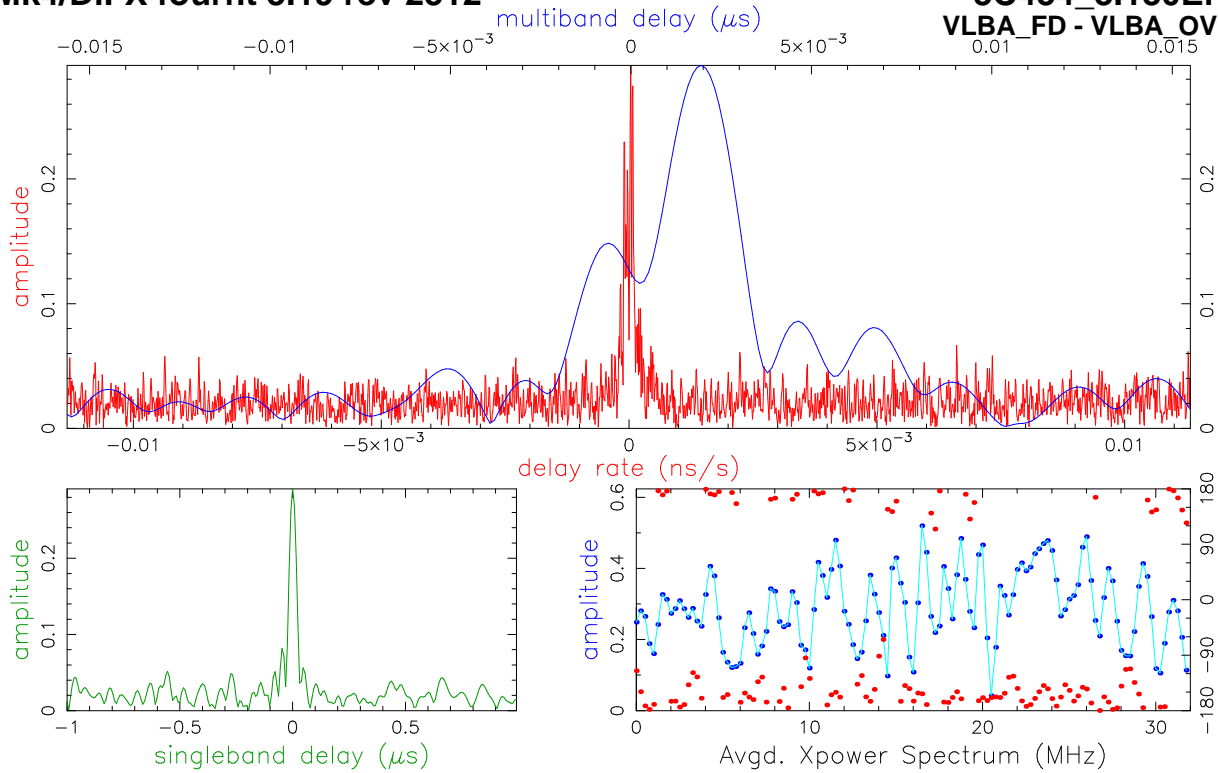 multiband delay (μs)
VLBA_FD - VLBA_OV
−0.015 −0.01 −5×10⁻³ 0 5×10⁻³ 0.01 0.015
amplitude
0 0.1 0.2
0 0.1 0.2
−0.01 −5×10⁻³ 0 5×10⁻³ 0.01
delay rate (ns/s)
amplitude
0 0.2
−1 −0.5 0 0.5
singleband delay (μs)
amplitude
0 0.2 0.4 0.6
−180 −90 0 90 180
0 10 20 30
Avgd. Xpower Spectrum (MHz)